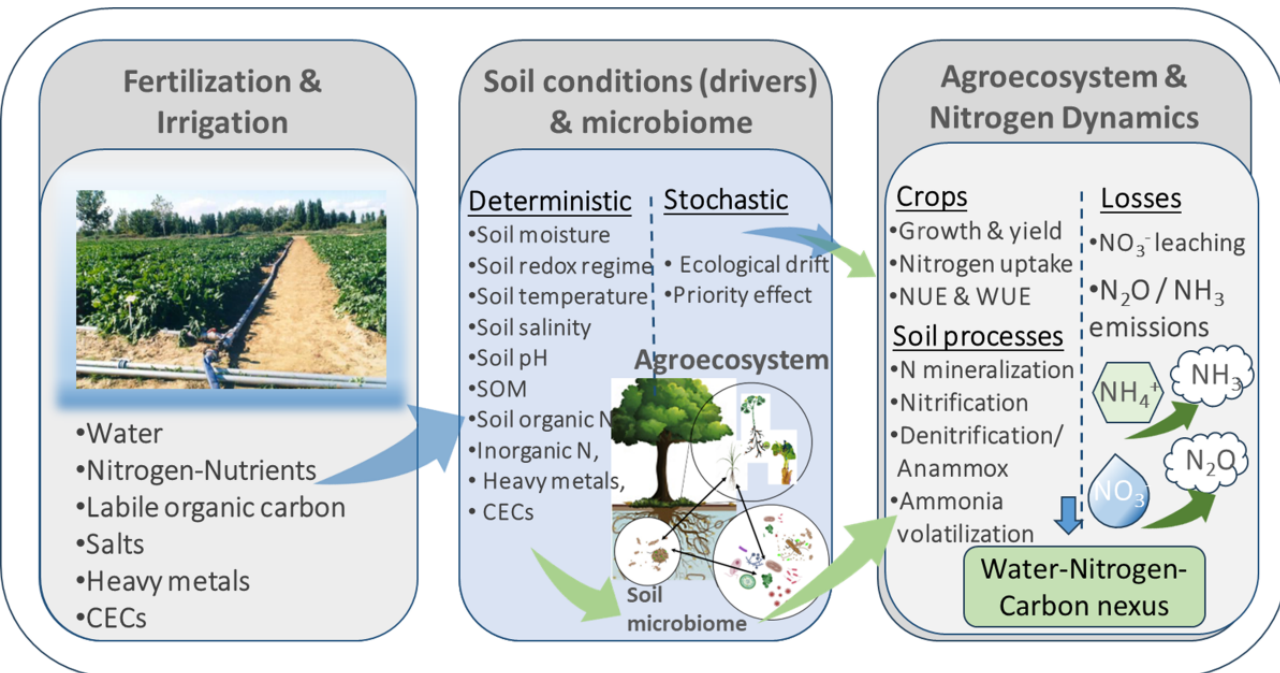 Fertilization &
Irrigation
•Water
•Nitrogen-Nutrients
•Labile organic carbon
•Salts
•Heavy metals
•CECs
Soil conditions (drivers)
& microbiome
Deterministic
•Soil moisture
•Soil redox regime
•Soil temperature
•Soil salinity
•Soil pH
•SOM
•Soil organic N
•Inorganic N,
• Heavy metals,
• CECs
Stochastic
• Ecological drift
•Priority effect
Agroecosystem
Soil
microbiome
Agroecosystem &
Nitrogen Dynamics
Crops
•Growth & yield
•Nitrogen uptake
•NUE & WUE
Soil processes
•N mineralization
•Nitrification
•Denitrification/
Anammox
•Ammonia
volatilization
Losses
•NO₃⁻ leaching
•N₂O / NH₃
emissions
NH₄⁺
NH₃
NO₃⁻
N₂O
Water-Nitrogen-
Carbon nexus